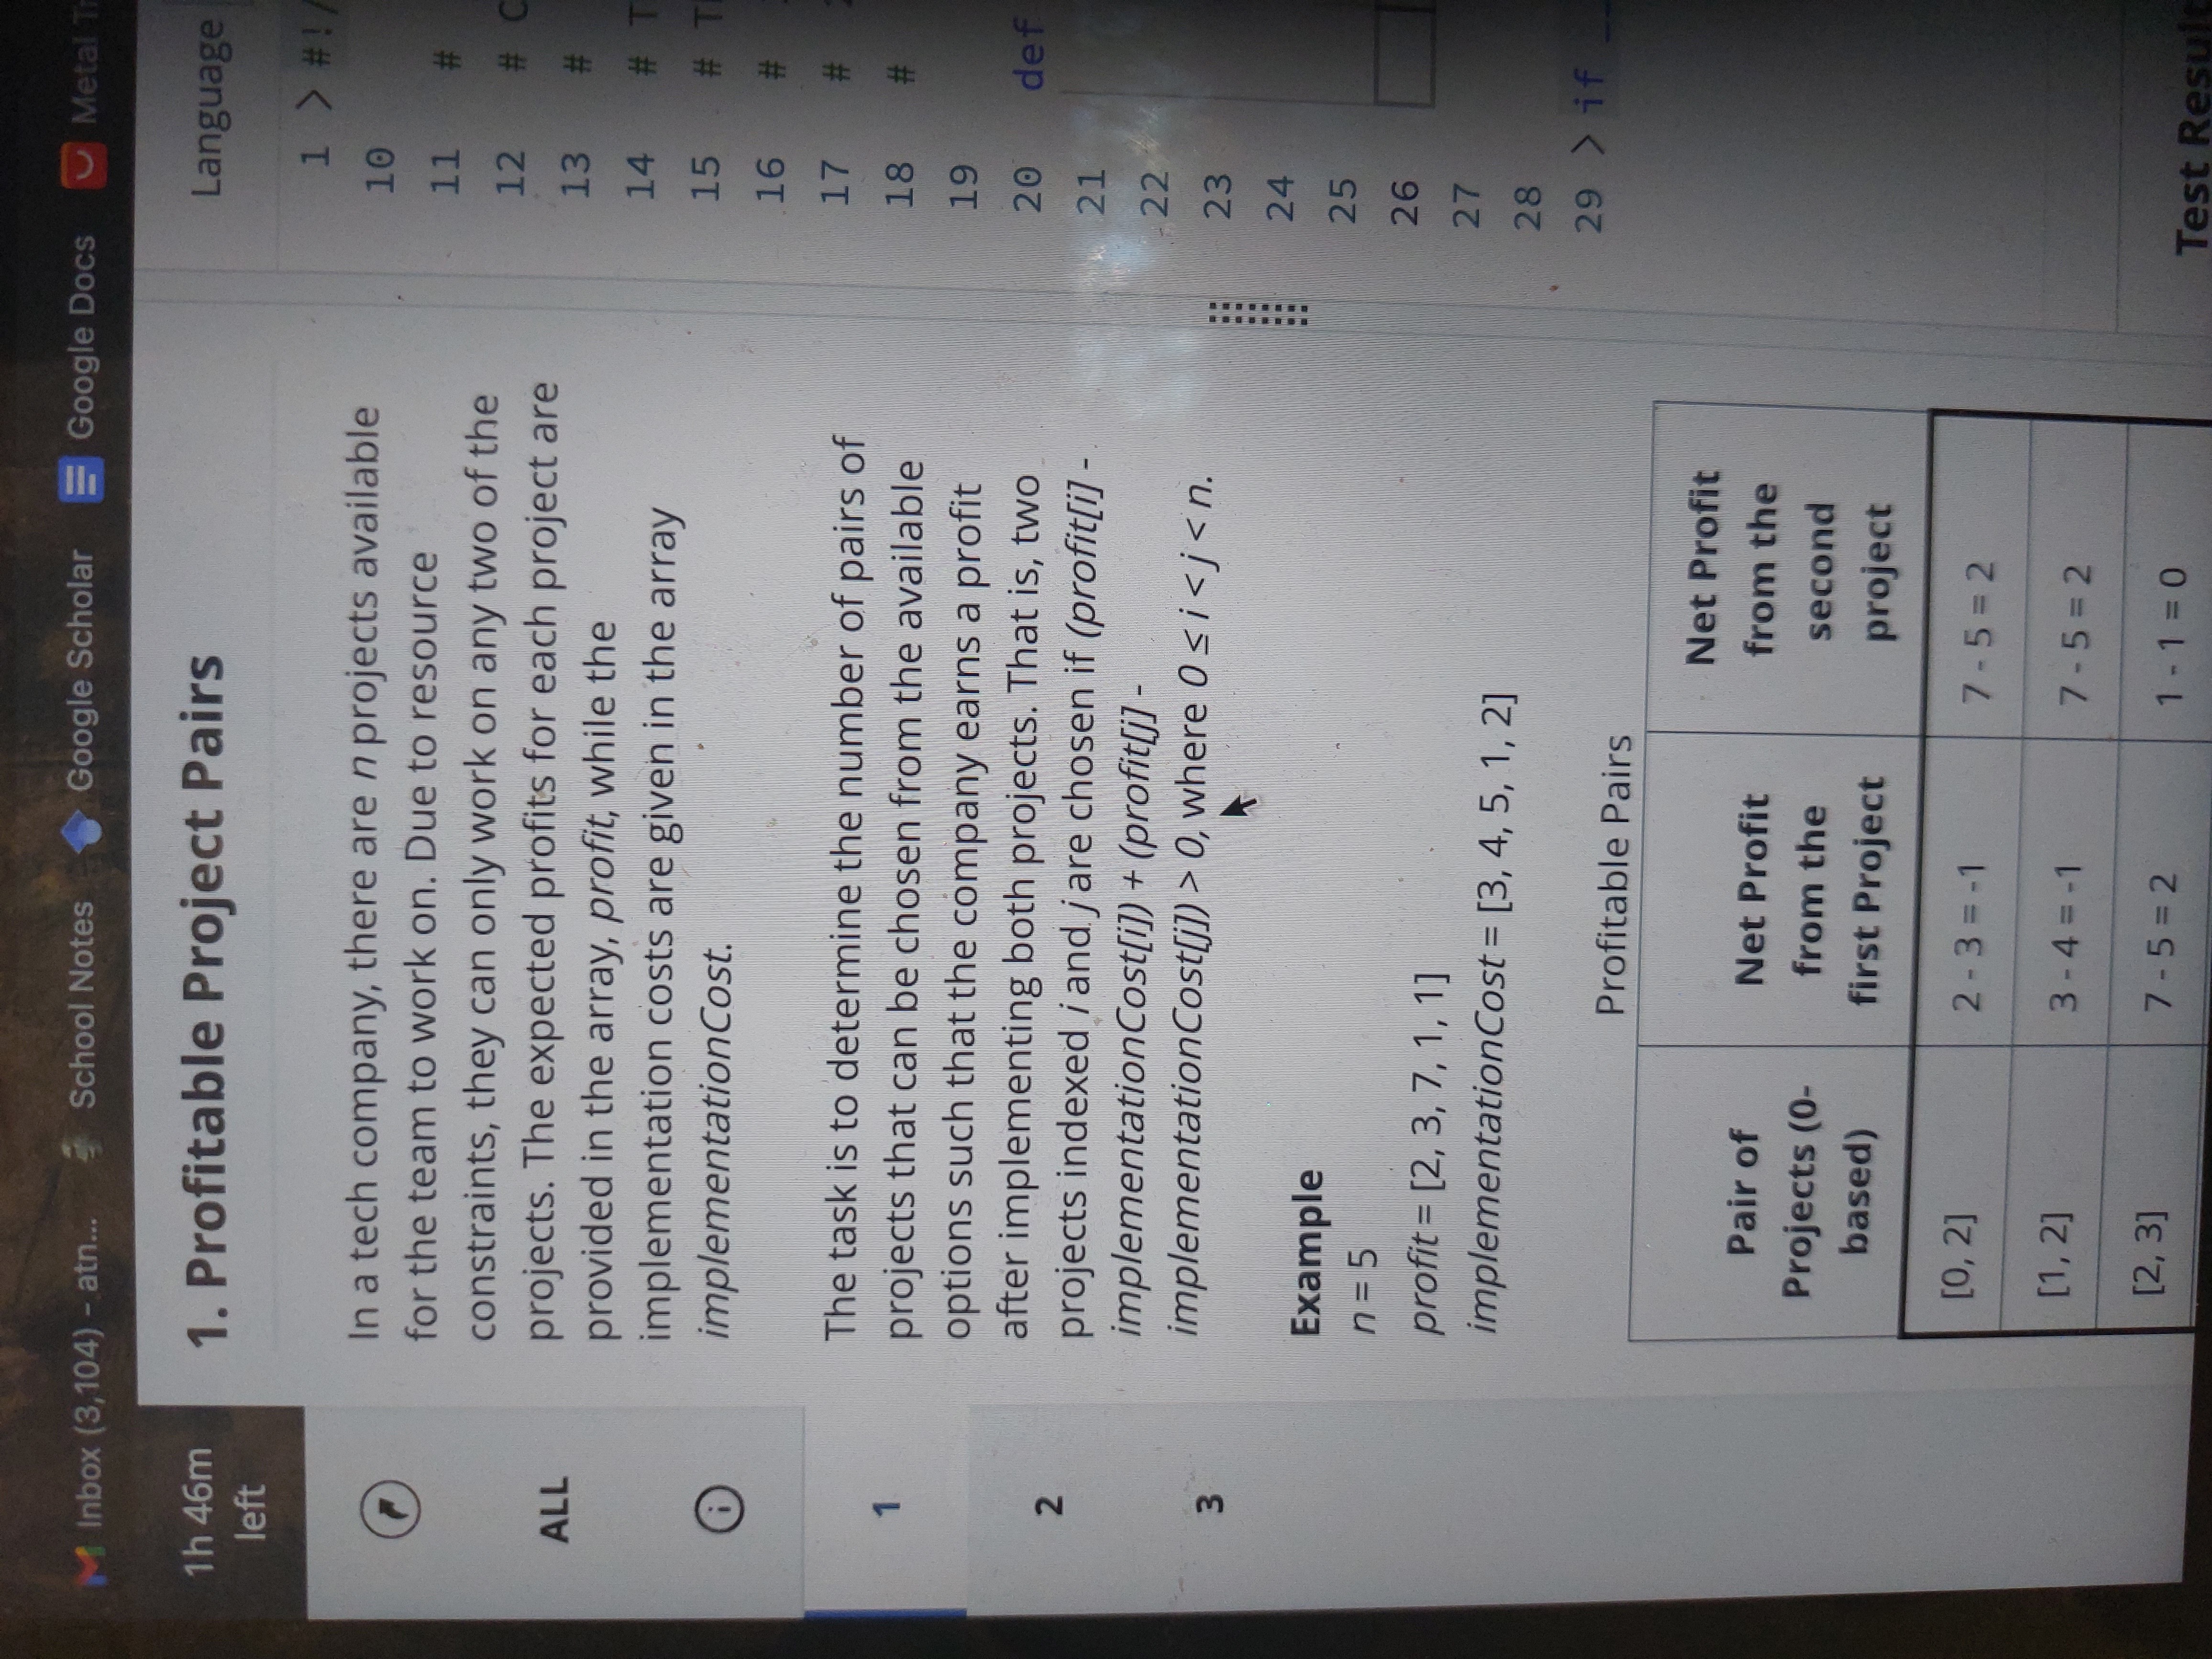 Inbox (3,104) - atn... School Notes Google Scholar Google Docs Metal Tr
1h 46m
left
ALL
1
2
3
1. Profitable Project Pairs
In a tech company, there are n projects available
for the team to work on. Due to resource
constraints, they can only work on any two of the
projects. The expected profits for each project are
provided in the array, profit, while the
implementation costs are given in the array
implementationCost.
The task is to determine the number of pairs of
projects that can be chosen from the available
options such that the company earns a profit
after implementing both projects. That is, two
projects indexed i and j are chosen if (profit[i] -
implementationCost[i]) + (profit[j] -
implementationCost[j]) > 0, where 0 ≤ i < j < n.
Example
n = 5
profit = [2, 3, 7, 1, 1]
implementationCost = [3, 4, 5, 1, 2]
Profitable Pairs
Pair of
Projects (0-
based)
Net Profit
from the
first Project
Net Profit
from the
second
project
[0, 2] 2 - 3 = -1 7 - 5 = 2
[1, 2] 3 - 4 = -1 7 - 5 = 2
[2, 3] 7 - 5 = 2 1 - 1 = 0
Language
1 > #!/
10
11 #
12 # C
13 #
14 # T
15 # T
16 #
17 #
18 #
19
20 def
21
22
23
24
25
26
27
28
29 > if
Test Result